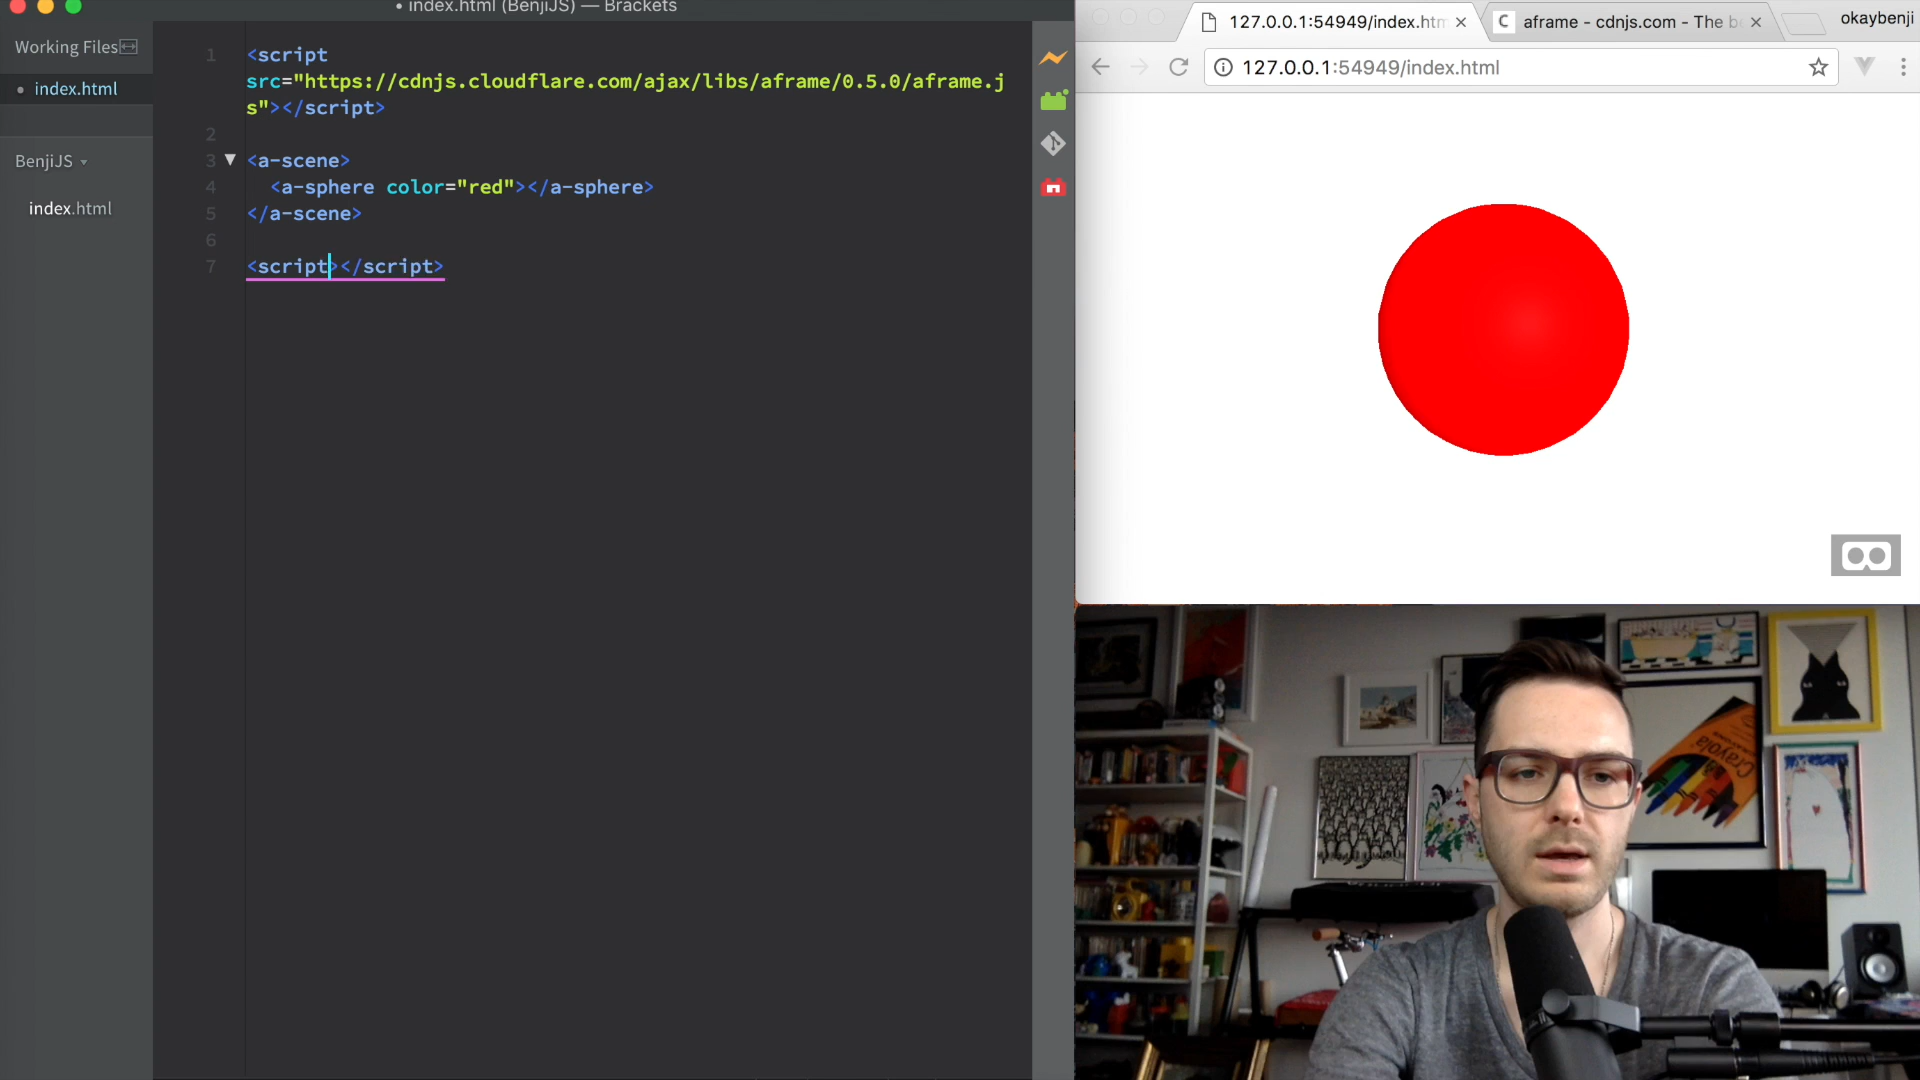 • index.html (BenjiJS) — Brackets
Working Files
• index.html
BenjiJS
index.html
1 <script
src="https://cdnjs.cloudflare.com/ajax/libs/aframe/0.5.0/aframe.j
s"></script>
2
3 <a-scene>
4 <a-sphere color="red"></a-sphere>
5 </a-scene>
6
7 <script></script>
127.0.0.1:54949/index.htm
C aframe - cdnjs.com - The be
okaybenji
127.0.0.1:54949/index.html
Crayola